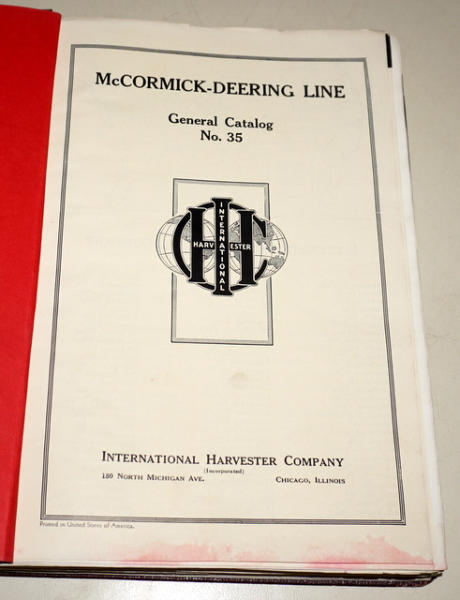 McCORMICK-DEERING LINE
General Catalog
No. 35
INTERNATIONAL
HARVESTER
INTERNATIONAL HARVESTER COMPANY
(Incorporated)
180 NORTH MICHIGAN AVE. CHICAGO, ILLINOIS
Printed in United States of America.